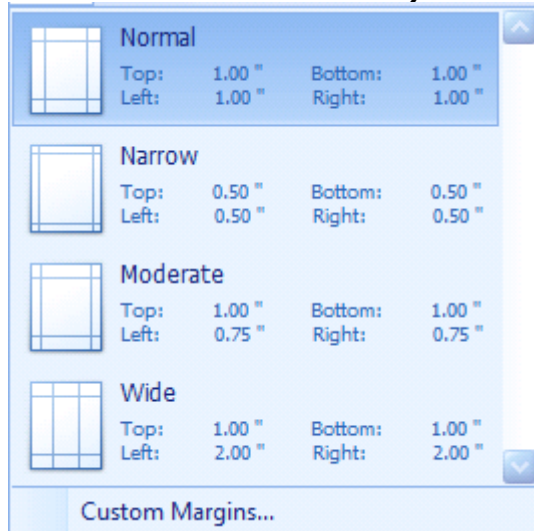 Normal
Top: 1.00 " Bottom: 1.00 "
Left: 1.00 " Right: 1.00 "
Narrow
Top: 0.50 " Bottom: 0.50 "
Left: 0.50 " Right: 0.50 "
Moderate
Top: 1.00 " Bottom: 1.00 "
Left: 0.75 " Right: 0.75 "
Wide
Top: 1.00 " Bottom: 1.00 "
Left: 2.00 " Right: 2.00 "
Custom Margins...